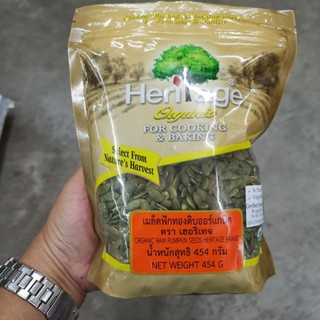 Heritage
Organic
FOR COOKING
& BAKING
Select From
Nature's Harvest
เมล็ดฟักทองดิบออร์แกนิค
ตรา เฮอริเทจ
ORGANIC RAW PUMPKIN SEEDS HERITAGE BRAND
น้ำหนักสุทธิ 454 กรัม
NET WEIGHT 454 G